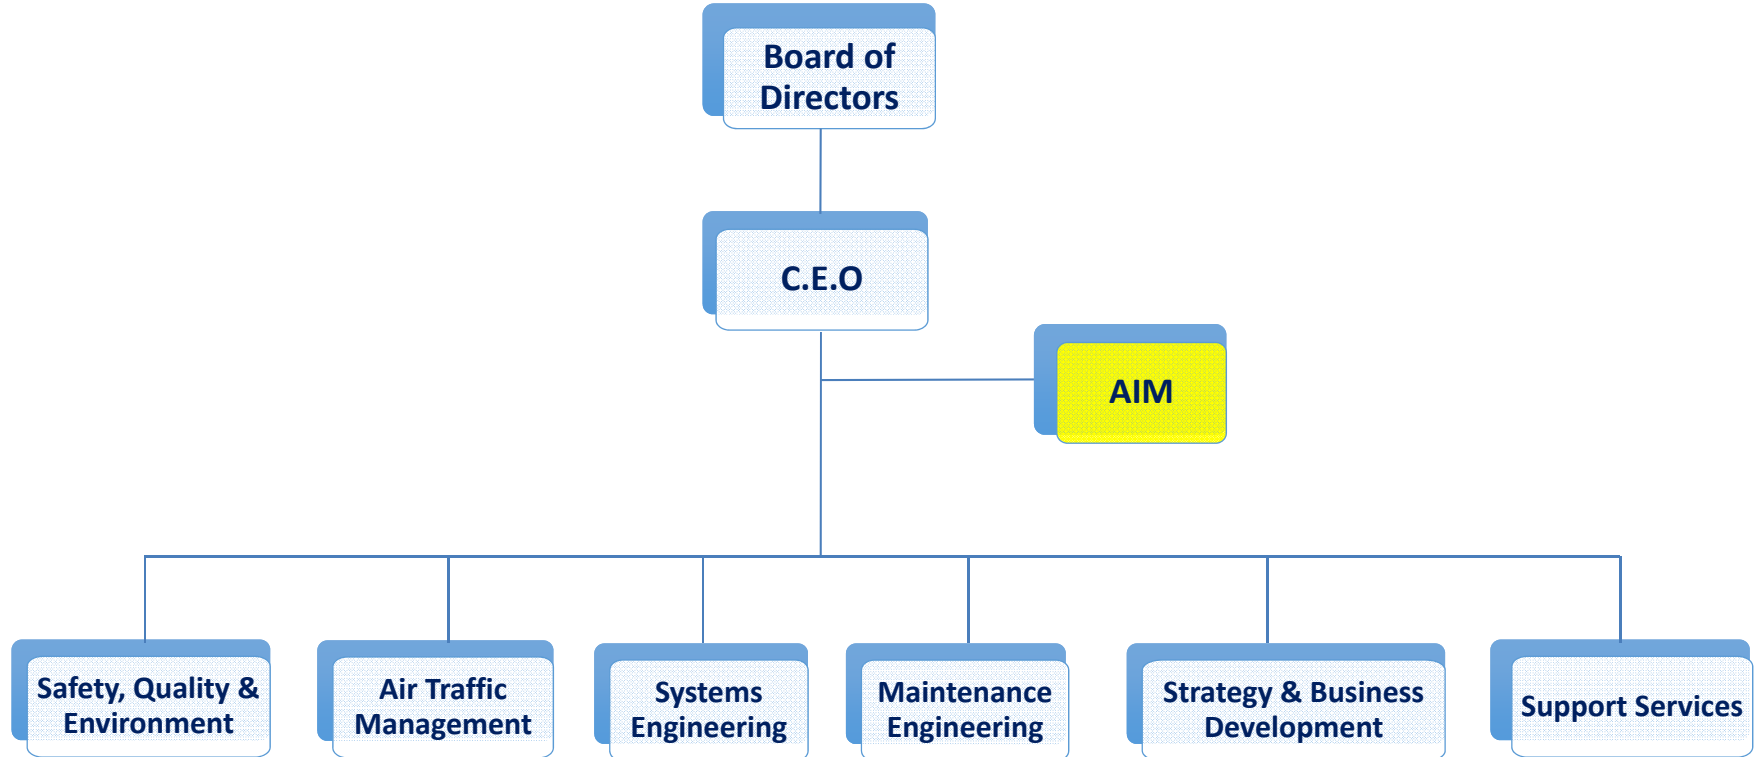 Board of
Directors
C.E.O
AIM
Safety, Quality &
Environment
Air Traffic
Management
Systems
Engineering
Maintenance
Engineering
Strategy & Business
Development
Support Services